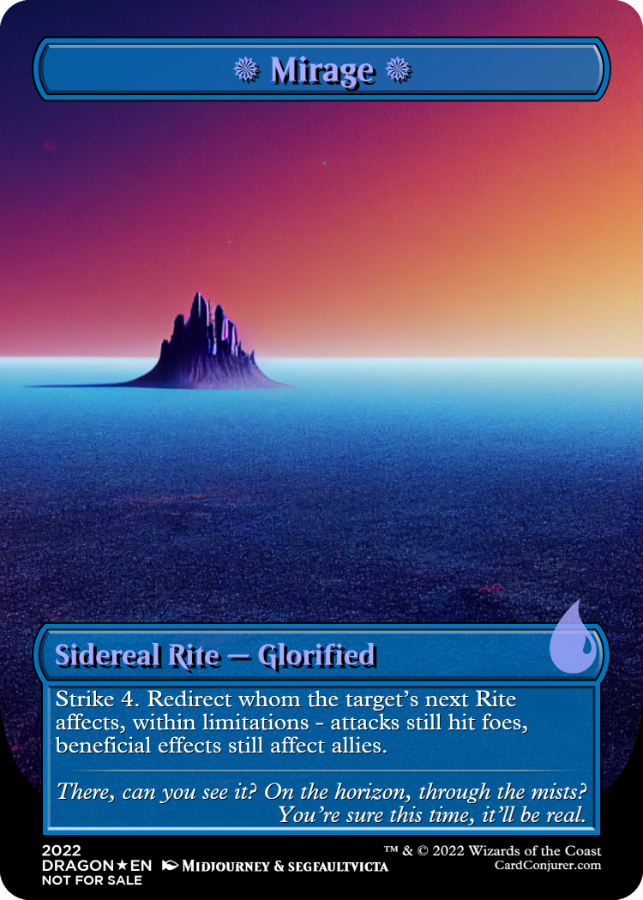 Mirage
Sidereal Rite — Glorified
Strike 4. Redirect whom the target's next Rite
affects, within limitations - attacks still hit foes,
beneficial effects still affect allies.
There, can you see it? On the horizon, through the mists?
You're sure this time, it'll be real.
2022
DRAGON★EN Midjourney & segfaultvicta
NOT FOR SALE
™ & © 2022 Wizards of the Coast
CardConjurer.com